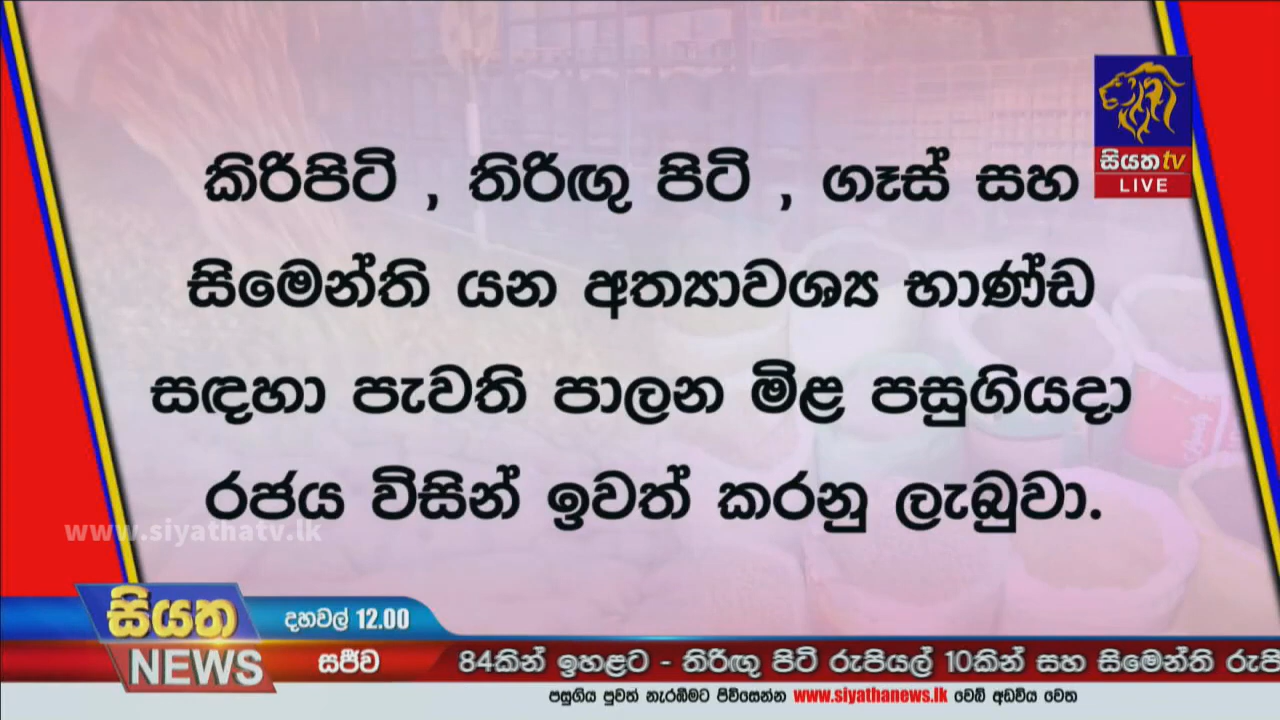 සියත tv
LIVE
කිරිපිටි , තිරිඟු පිටි , ගෑස් සහ
සිමෙන්ති යන අත්‍යාවශ්‍ය භාණ්ඩ
සඳහා පැවති පාලන මිළ පසුගියදා
රජය විසින් ඉවත් කරනු ලැබුවා.
www.siyathatv.lk
සියත
NEWS
දහවල් 12.00
සජීව
84කින් ඉහළට - තිරිඟු පිටි රුපියල් 10කින් සහ සිමෙන්ති රුපි
පසුගිය පුවත් නැරඹීමට පිවිසෙන්න www.siyathanews.lk වෙබ් අඩවිය වෙත